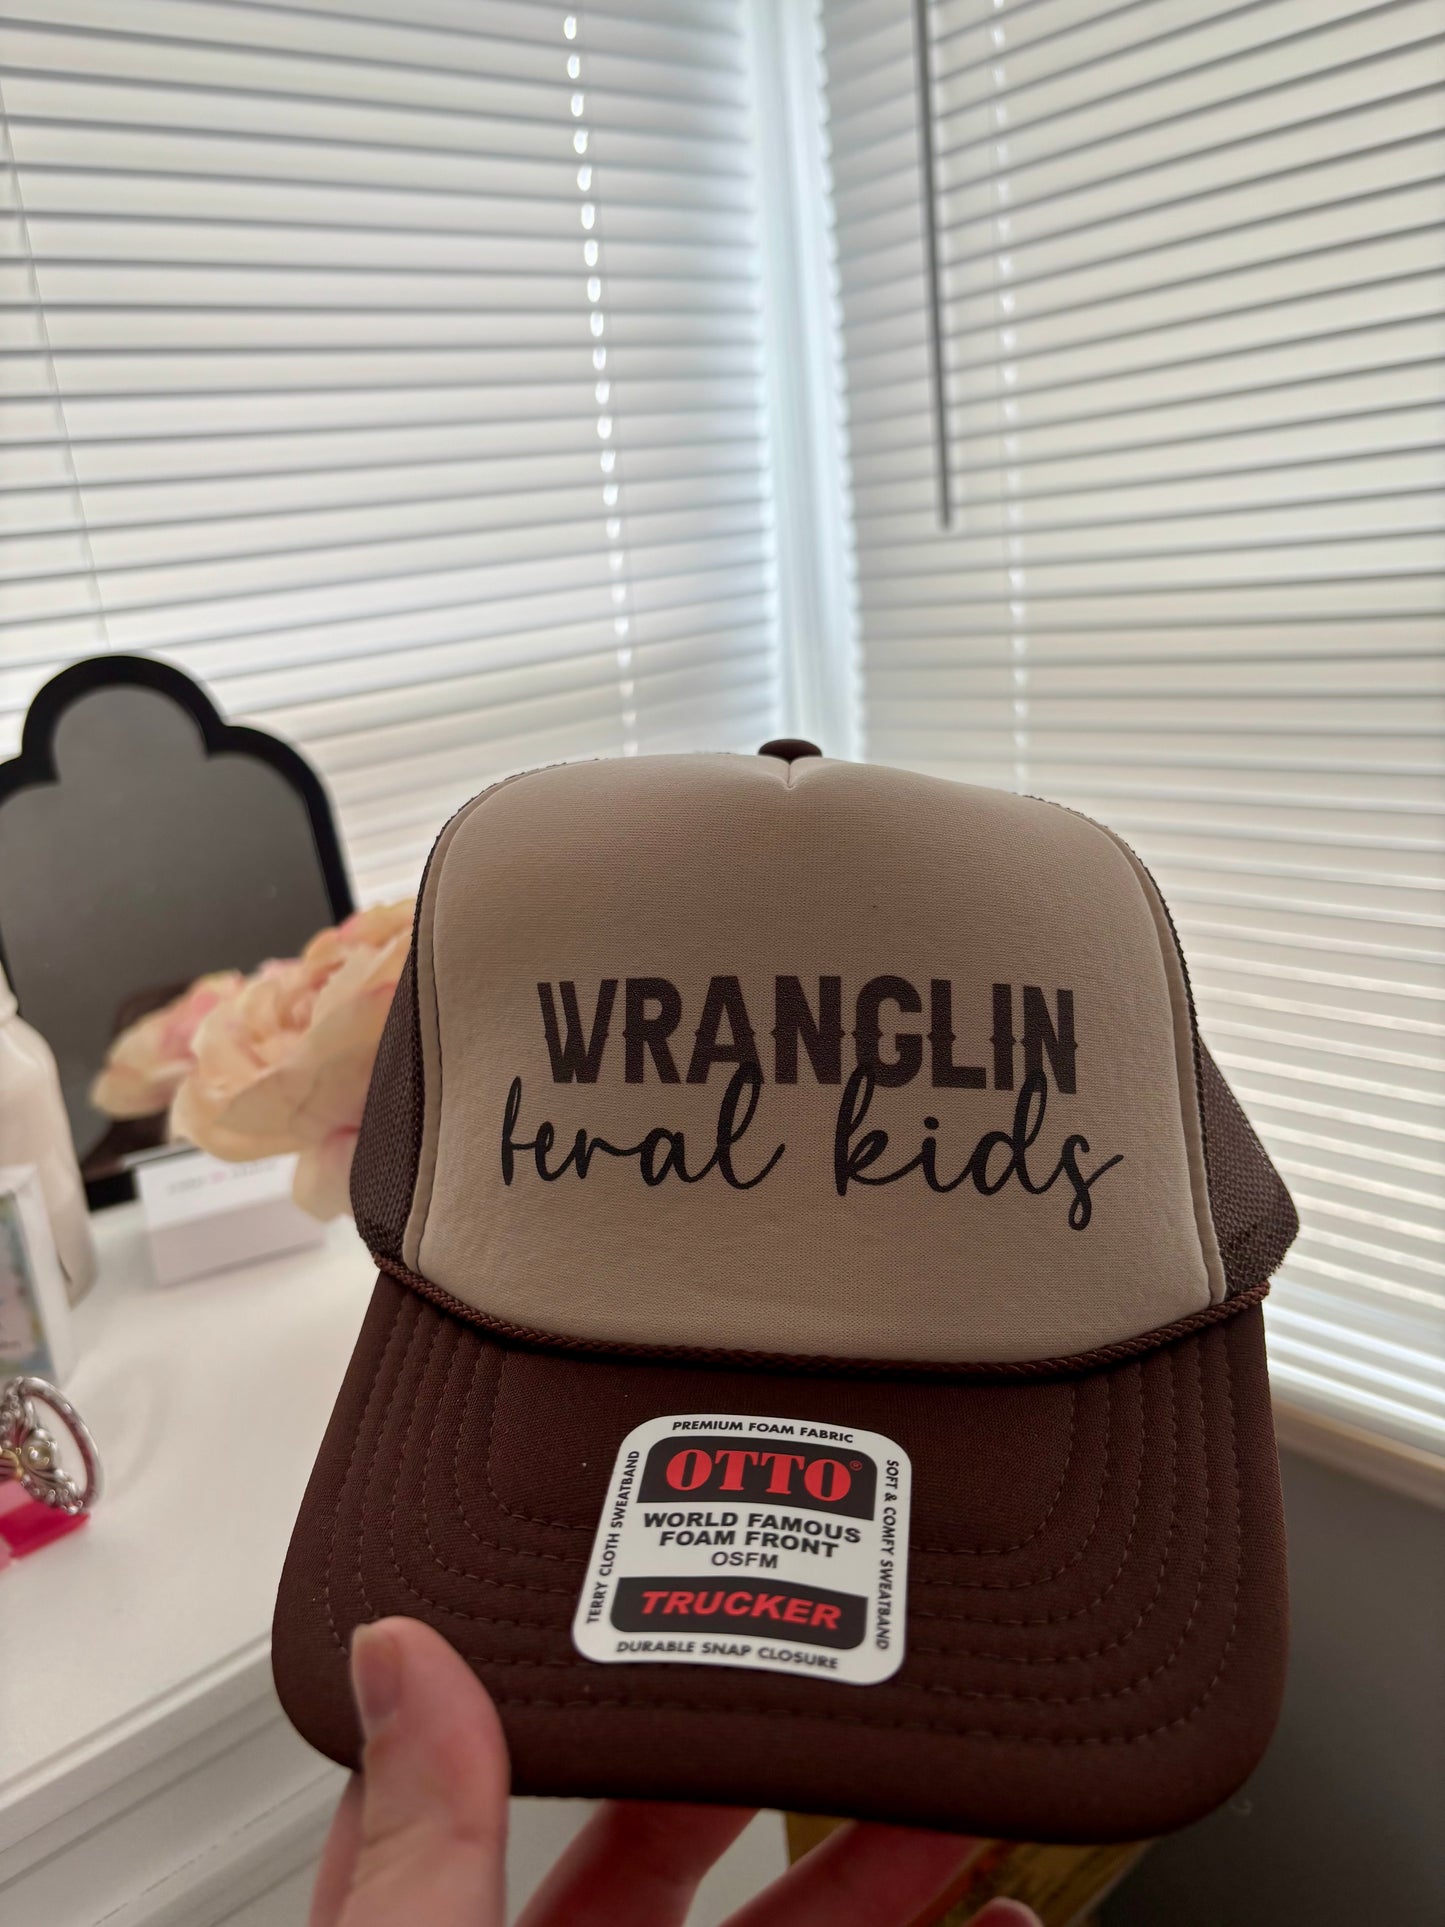 WRANGLIN
feral kids
PREMIUM FOAM FABRIC
OTTO®
WORLD FAMOUS
FOAM FRONT
OSFM
TRUCKER
DURABLE SNAP CLOSURE
TERRY CLOTH SWEATBAND
SOFT & COMFY SWEATBAND